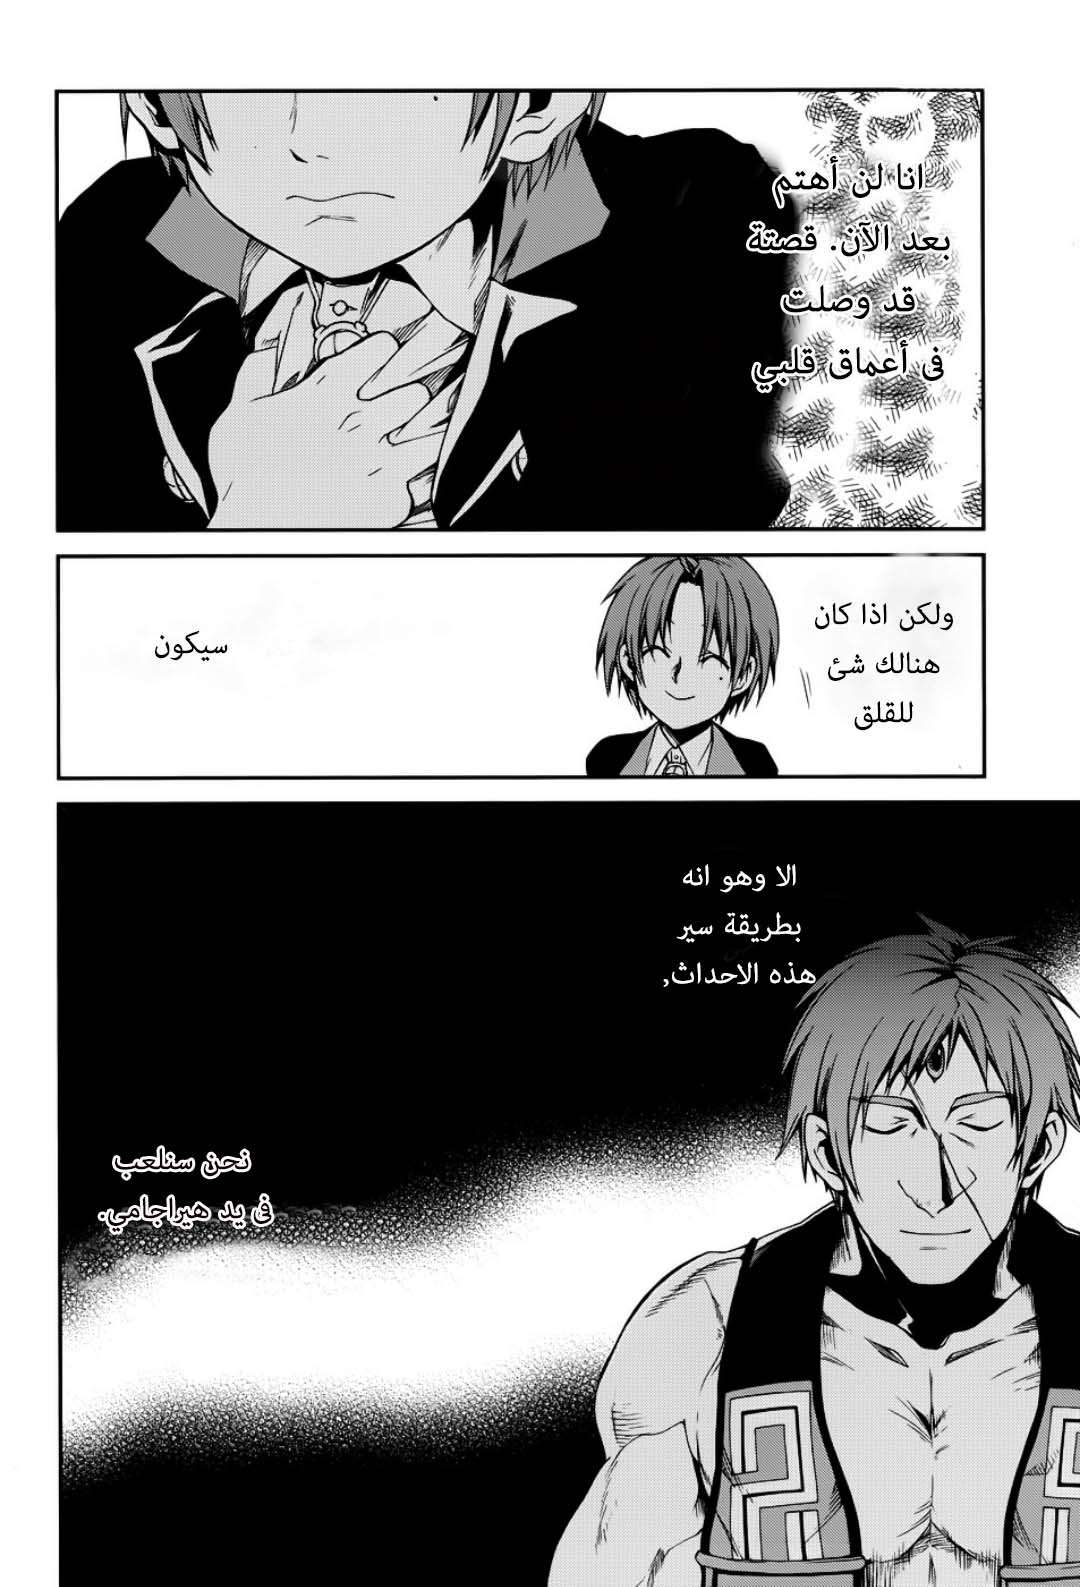 انا لن أهتم
بعد الآن. قصتة
قد وصلت
فى أعماق قلبي
ولكن اذا كان
هنالك شئ
للقلق
سيكون
الا وهو انه
بطريقة سير
هذه الاحداث,
نحن سنلعب
فى يد هيراجامي.